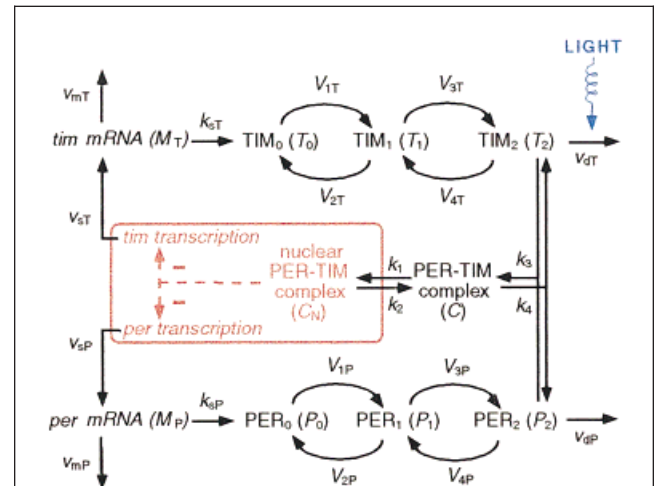 LIGHT
vmT
ksT
V1T
V3T
tim mRNA (MT)
TIM0 (T0)
TIM1 (T1)
TIM2 (T2)
vdT
V2T
V4T
vsT
tim transcription
nuclear
PER-TIM
complex
(CN)
k1
k2
PER-TIM
complex
(C)
k3
k4
–
–
per transcription
vsP
V1P
V3P
ksP
per mRNA (MP)
PER0 (P0)
PER1 (P1)
PER2 (P2)
vdP
vmP
V2P
V4P